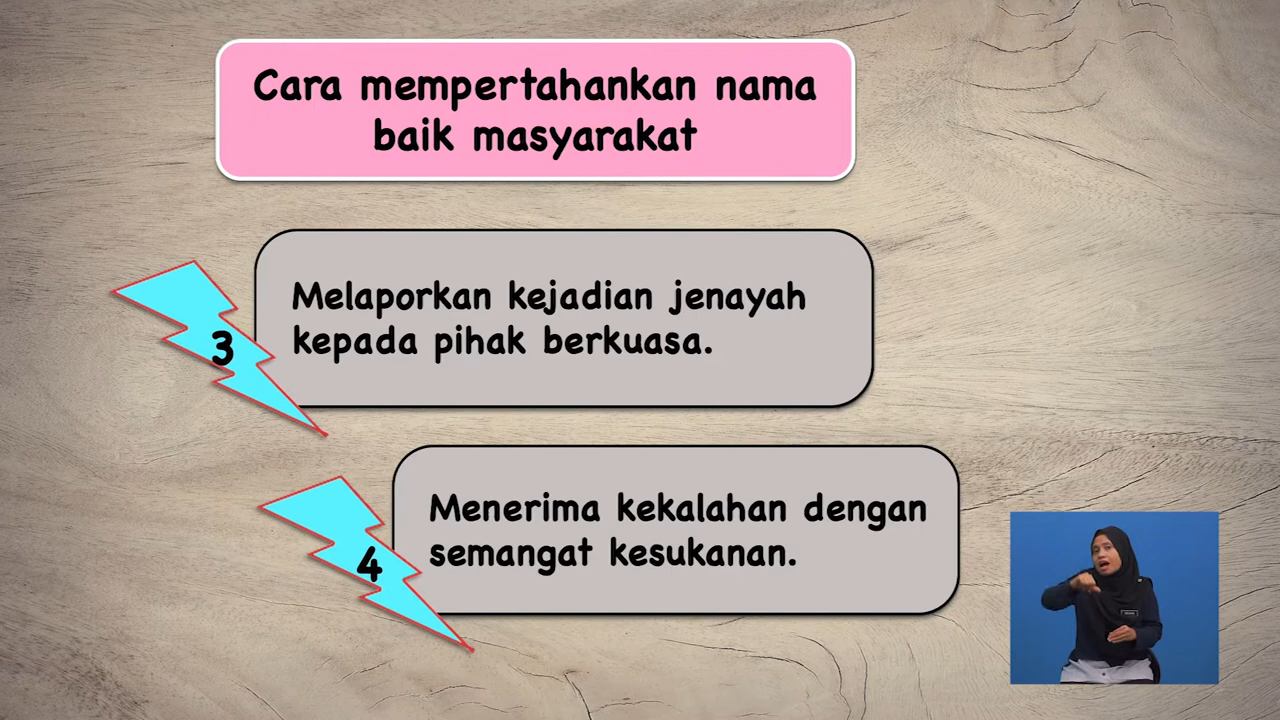 Cara mempertahankan nama
baik masyarakat
3
Melaporkan kejadian jenayah
kepada pihak berkuasa.
4
Menerima kekalahan dengan
semangat kesukanan.